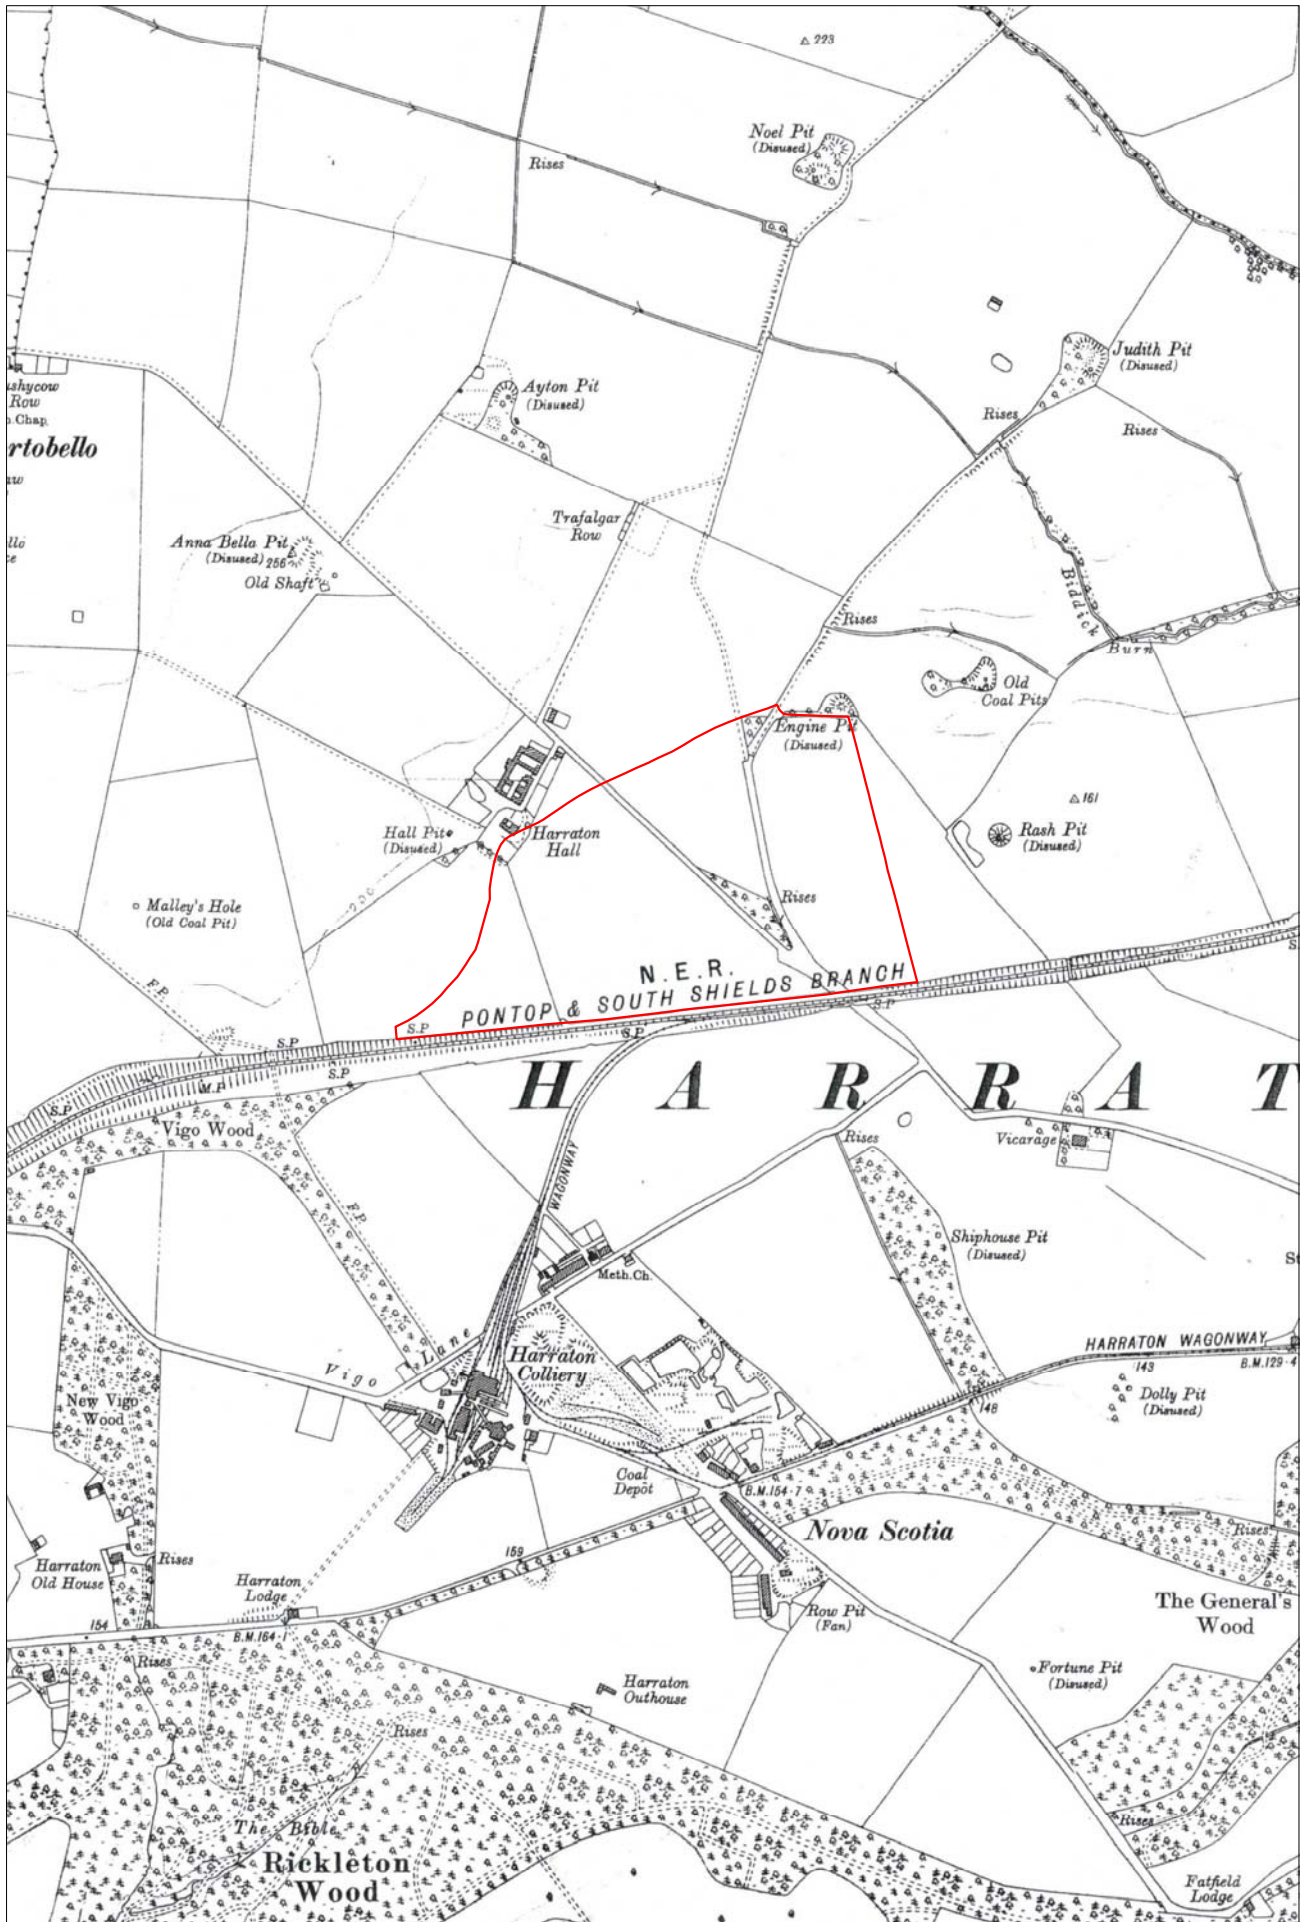 223
Noel Pit
(Disused)
Rises
Judith Pit
(Disused)
Rises
Rises
Ayton Pit
(Disused)
Row
Chap.
rtobello
Trafalgar
Row
Anna Bella Pit
(Disused) 256
Old Shaft
Biddick
Burn
Rises
Old
Coal Pits
Engine Pit
(Disused)
161
Rash Pit
(Disused)
Hall Pit
(Disused)
Harraton
Hall
Rises
Malley's Hole
(Old Coal Pit)
200
F.P.
N.E.R.
PONTOP & SOUTH SHIELDS BRANCH
S.P
S.P
S.P
S.P
S.P
M.P
S.P
HARRAT
Vigo Wood
WAGONWAY
Rises
Vicarage
F.P.
Shiphouse Pit
(Disused)
Meth. Ch.
HARRATON WAGONWAY
143
B.M.129·4
Vigo Lane
Harraton
Colliery
Dolly Pit
(Disused)
148
New Vigo
Wood
Coal
Depôt
B.M.154·7
Nova Scotia
Rises
159
Harraton
Old House
Rises
Harraton
Lodge
154
B.M.164·1
Row Pit
(Fan)
The General's
Wood
Rises
Harraton
Outhouse
Fortune Pit
(Disused)
Rises
Rises
The Bible
Rickleton
Wood
Fatfield
Lodge